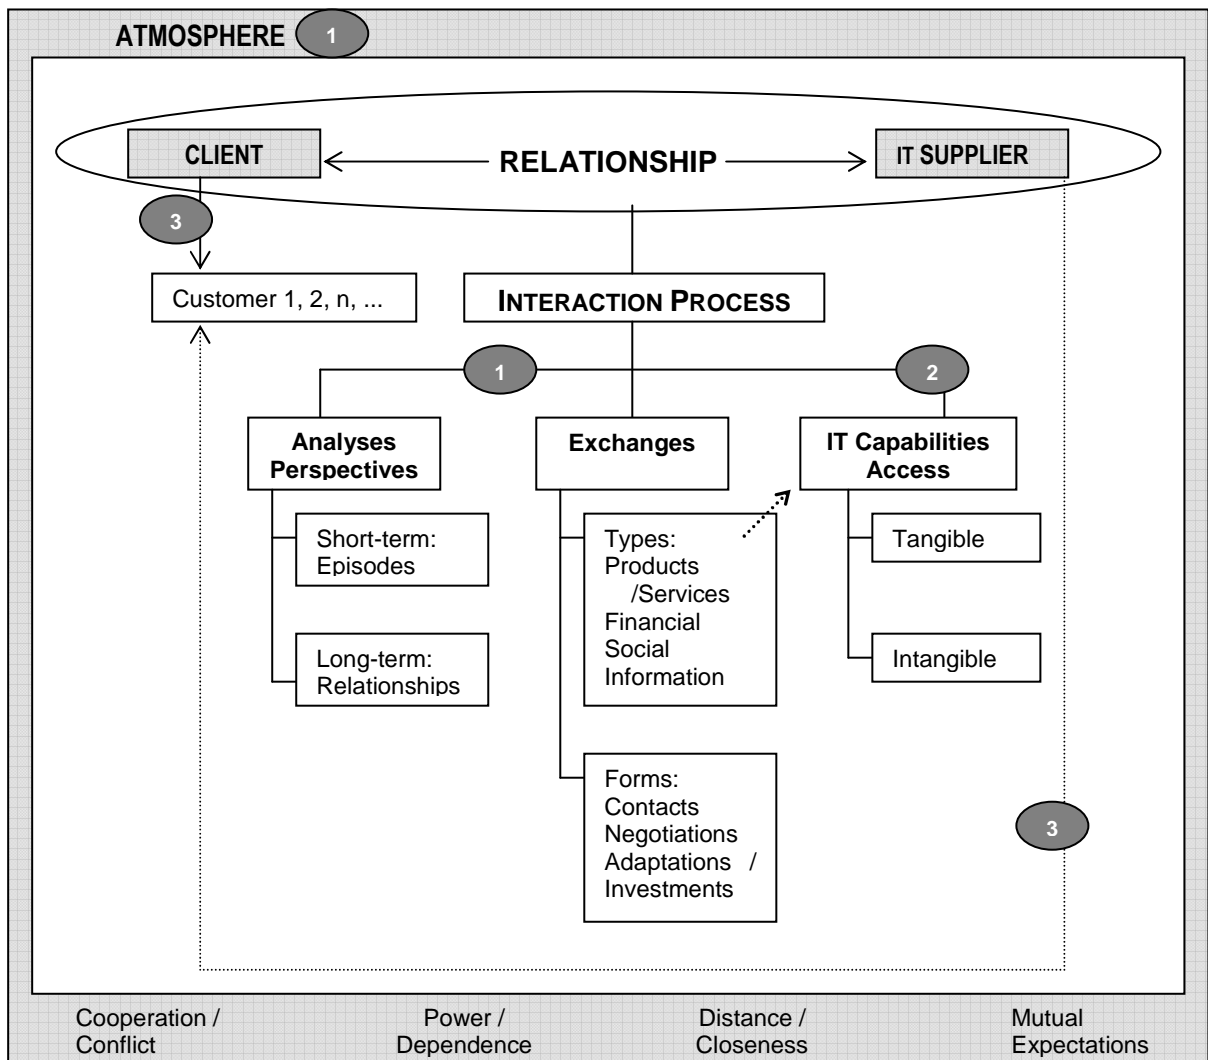 ATMOSPHERE 1
CLIENT
RELATIONSHIP
IT SUPPLIER
3
Customer 1, 2, n, ...
INTERACTION PROCESS
1
2
Analyses
Perspectives
Exchanges
IT Capabilities
Access
Short-term:
Episodes
Long-term:
Relationships
Types:
Products
/Services
Financial
Social
Information
Forms:
Contacts
Negotiations
Adaptations /
Investments
Tangible
Intangible
3
Cooperation /
Conflict
Power /
Dependence
Distance /
Closeness
Mutual
Expectations